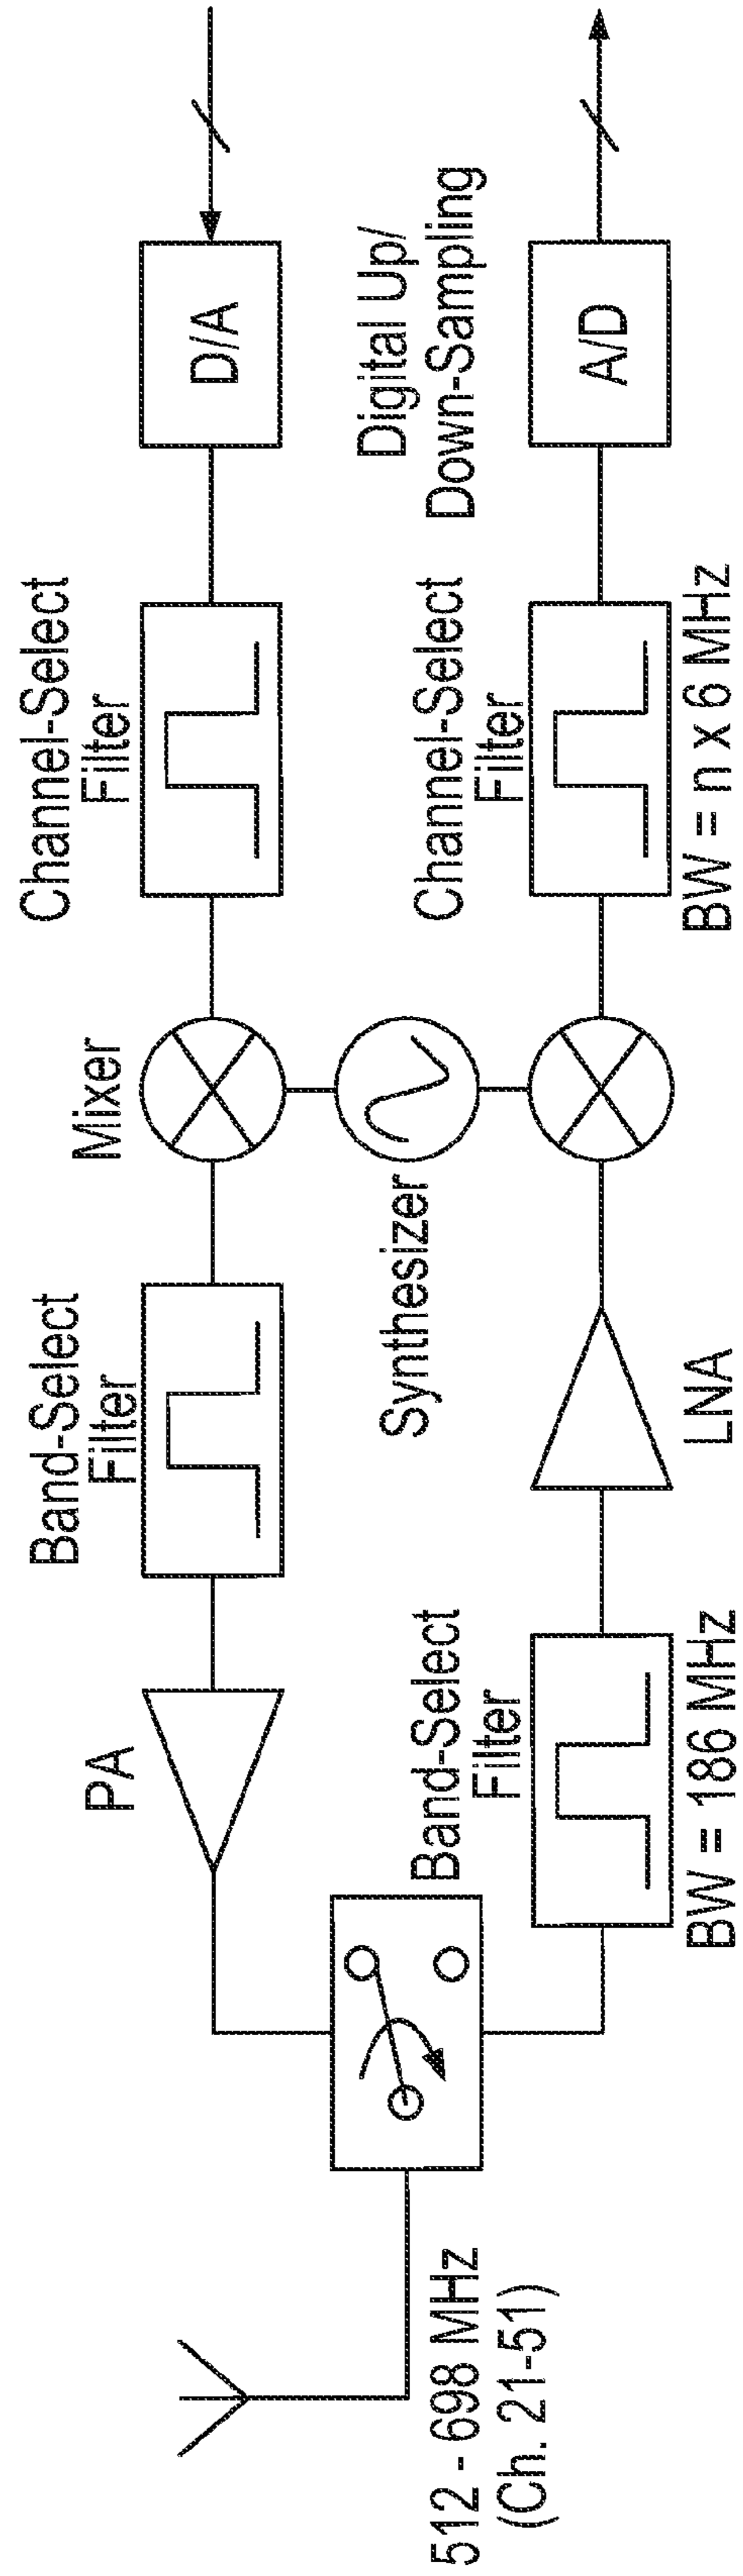 PA
Band-Select
Filter
Mixer
Channel-Select
Filter
D/A
512 - 698 MHz
(Ch. 21-51)
Synthesizer
Digital Up/
Down-Sampling
Band-Select
Filter
BW = 186 MHz
LNA
Channel-Select
Filter
BW = n x 6 MHz
A/D